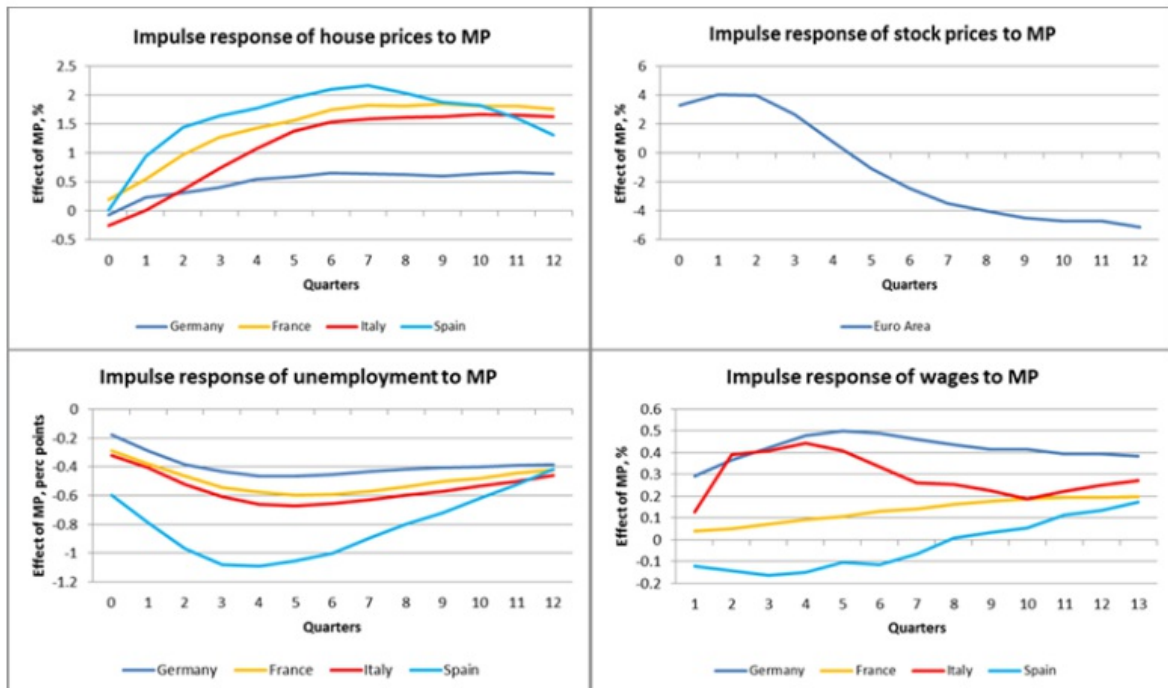 Impulse response of house prices to MP
Effect of MP, %
2.5
2
1.5
1
0.5
0
-0.5
0 1 2 3 4 5 6 7 8 9 10 11 12
Quarters
Germany France Italy Spain
Impulse response of stock prices to MP
Effect of MP, %
6
4
2
0
-2
-4
-6
0 1 2 3 4 5 6 7 8 9 10 11 12
Quarters
Euro Area
Impulse response of unemployment to MP
Effect of MP, perc points
0
-0.2
-0.4
-0.6
-0.8
-1
-1.2
0 1 2 3 4 5 6 7 8 9 10 11 12
Quarters
Germany France Italy Spain
Impulse response of wages to MP
Effect of MP, %
0.6
0.5
0.4
0.3
0.2
0.1
0
-0.1
-0.2
1 2 3 4 5 6 7 8 9 10 11 12 13
Quarters
Germany France Italy Spain